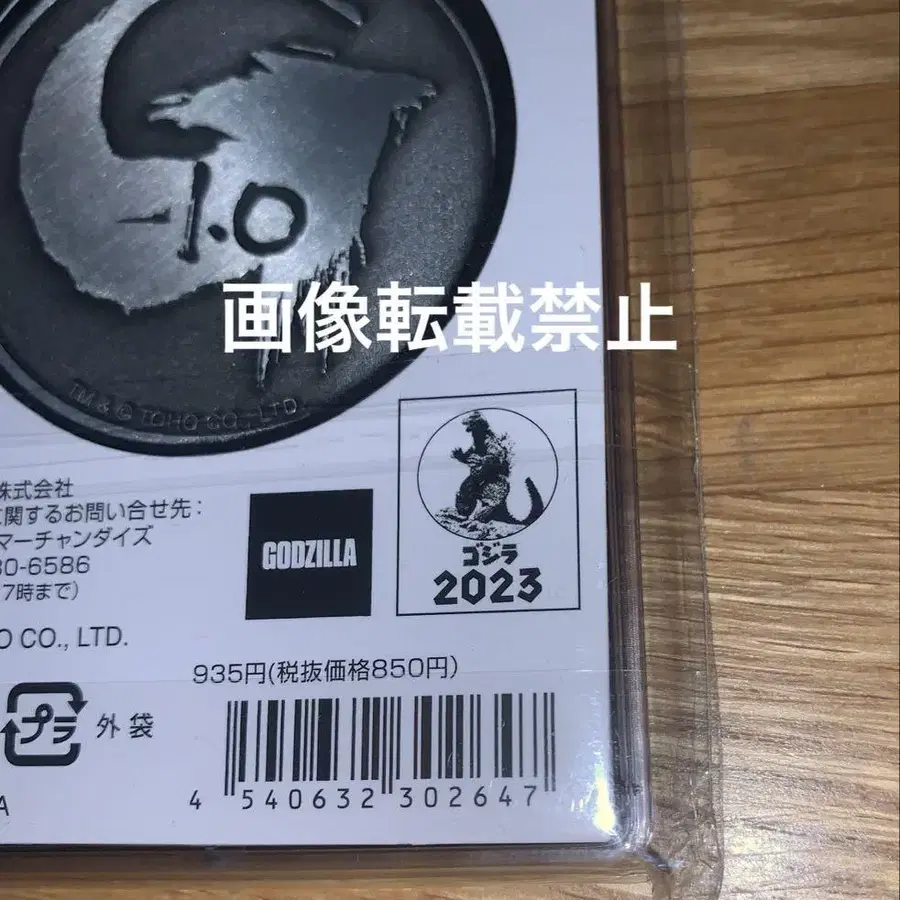 -1.0
TM & © TOHO CO., LTD.
画像転載禁止
株式会社
に関するお問い合せ先：
マーチャンダイズ
30-6586
7時まで）
O CO., LTD.
GODZILLA
ゴジラ
2023
935円(税抜価格850円)
プラ 外袋
4 540632 302647
A